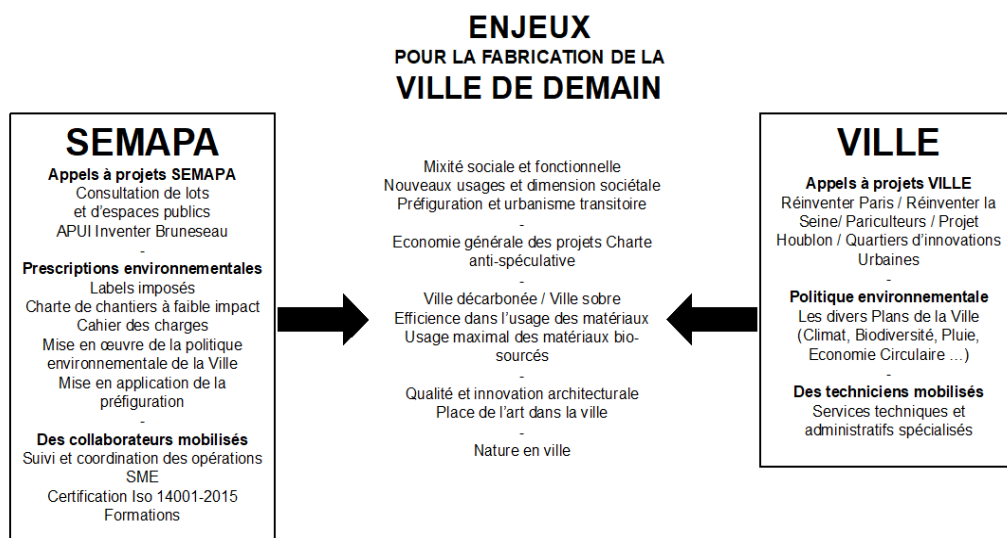 ENJEUX
POUR LA FABRICATION DE LA
VILLE DE DEMAIN
SEMAPA
Appels à projets SEMAPA
Consultation de lots
et d'espaces publics
APUI Inventer Bruneseau
-
Prescriptions environnementales
Labels imposés
Charte de chantiers à faible impact
Cahier des charges
Mise en œuvre de la politique
environnementale de la Ville
Mise en application de la
préfiguration
-
Des collaborateurs mobilisés
Suivi et coordination des opérations
SME
Certification Iso 14001-2015
Formations
Mixité sociale et fonctionnelle
Nouveaux usages et dimension sociétale
Préfiguration et urbanisme transitoire
-
Economie générale des projets Charte
anti-spéculative
-
Ville décarbonée / Ville sobre
Efficience dans l'usage des matériaux
Usage maximal des matériaux bio-
sourcés
-
Qualité et innovation architecturale
Place de l'art dans la ville
-
Nature en ville
VILLE
Appels à projets VILLE
Réinventer Paris / Réinventer la
Seine/ Pariculteurs / Projet
Houblon / Quartiers d'innovations
Urbaines
-
Politique environnementale
Les divers Plans de la Ville
(Climat, Biodiversité, Pluie,
Economie Circulaire ...)
-
Des techniciens mobilisés
Services techniques et
administratifs spécialisés